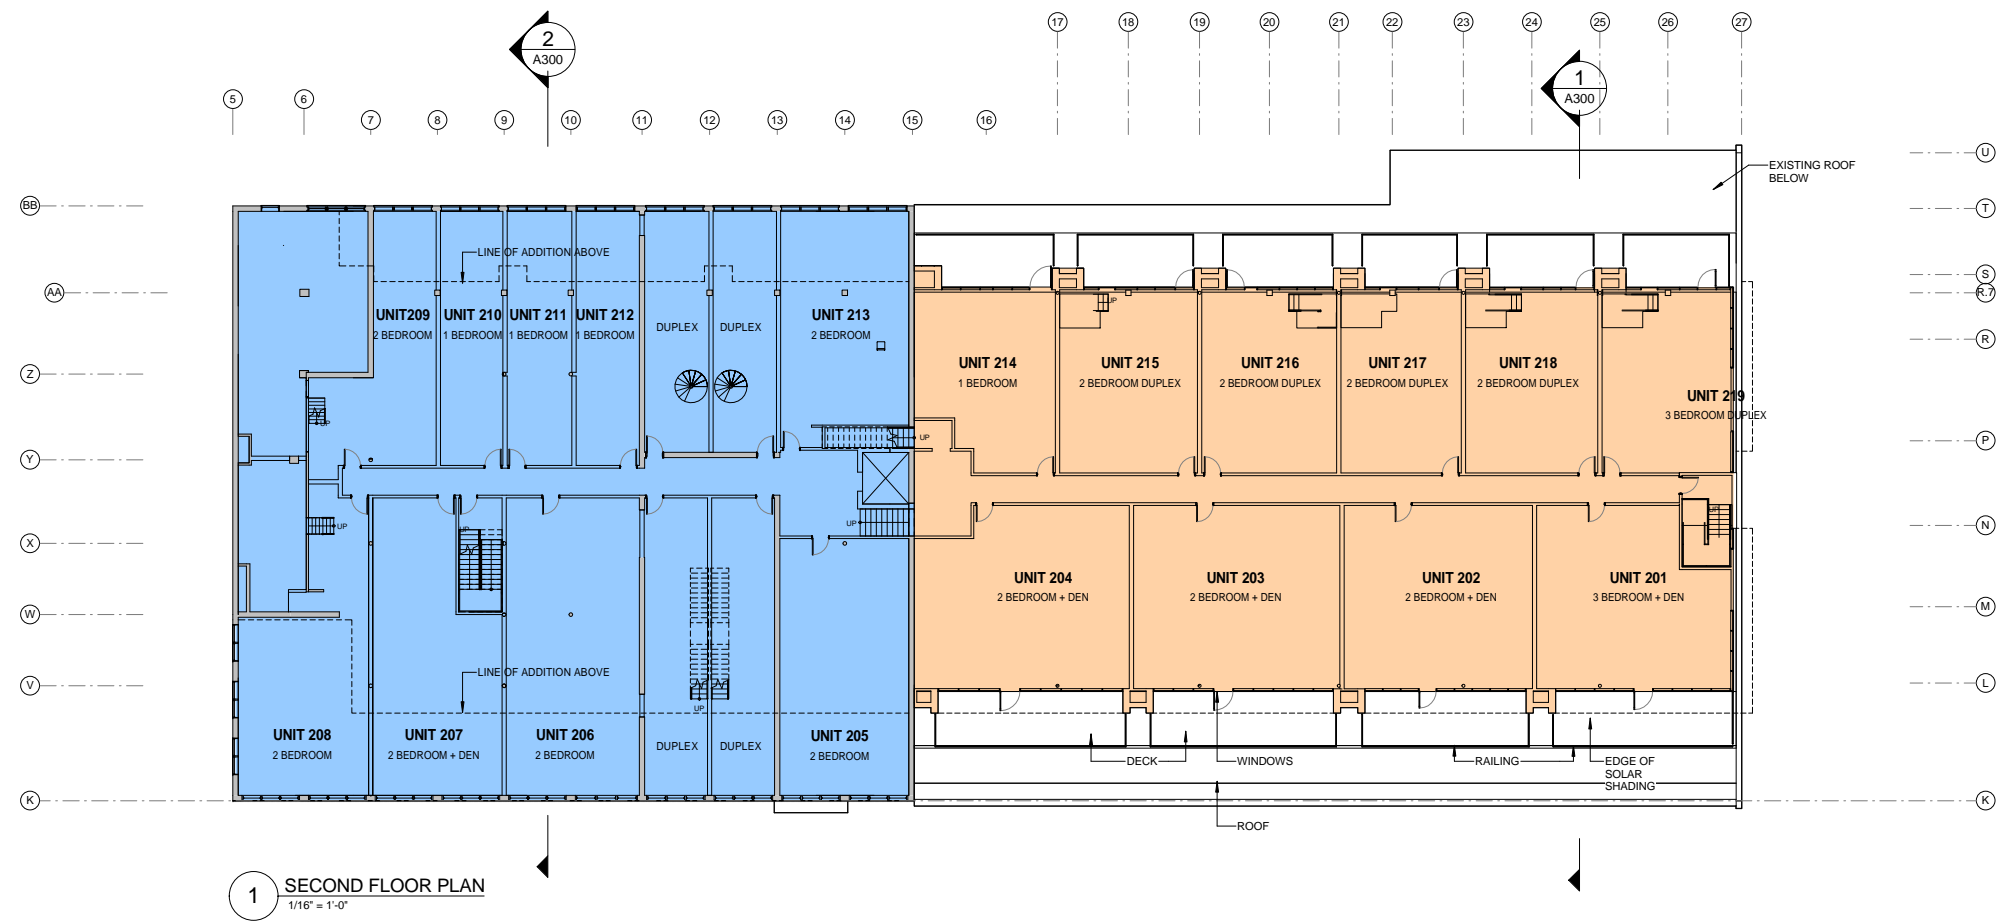 2
A300
17
18
19
20
21
22
23
24
25
26
27
1
A300
5
6
7
8
9
10
11
12
13
14
15
16
U
EXISTING ROOF
BELOW
BB
T
LINE OF ADDITION ABOVE
S
AA
R.7
UNIT209
2 BEDROOM
UNIT 210
1 BEDROOM
UNIT 211
1 BEDROOM
UNIT 212
1 BEDROOM
DUPLEX
DUPLEX
UNIT 213
2 BEDROOM
UP
R
UNIT 214
1 BEDROOM
UNIT 215
2 BEDROOM DUPLEX
UNIT 216
2 BEDROOM DUPLEX
UNIT 217
2 BEDROOM DUPLEX
UNIT 218
2 BEDROOM DUPLEX
UNIT 219
3 BEDROOM DUPLEX
Z
UP
UP
P
Y
UP
UP
UP
UP
N
X
UNIT 204
2 BEDROOM + DEN
UNIT 203
2 BEDROOM + DEN
UNIT 202
2 BEDROOM + DEN
UNIT 201
3 BEDROOM + DEN
W
M
LINE OF ADDITION ABOVE
V
L
UP
UNIT 208
2 BEDROOM
UNIT 207
2 BEDROOM + DEN
UNIT 206
2 BEDROOM
DUPLEX
DUPLEX
UNIT 205
2 BEDROOM
DECK
WINDOWS
RAILING
EDGE OF
SOLAR
SHADING
K
K
ROOF
1
SECOND FLOOR PLAN
1/16" = 1'-0"